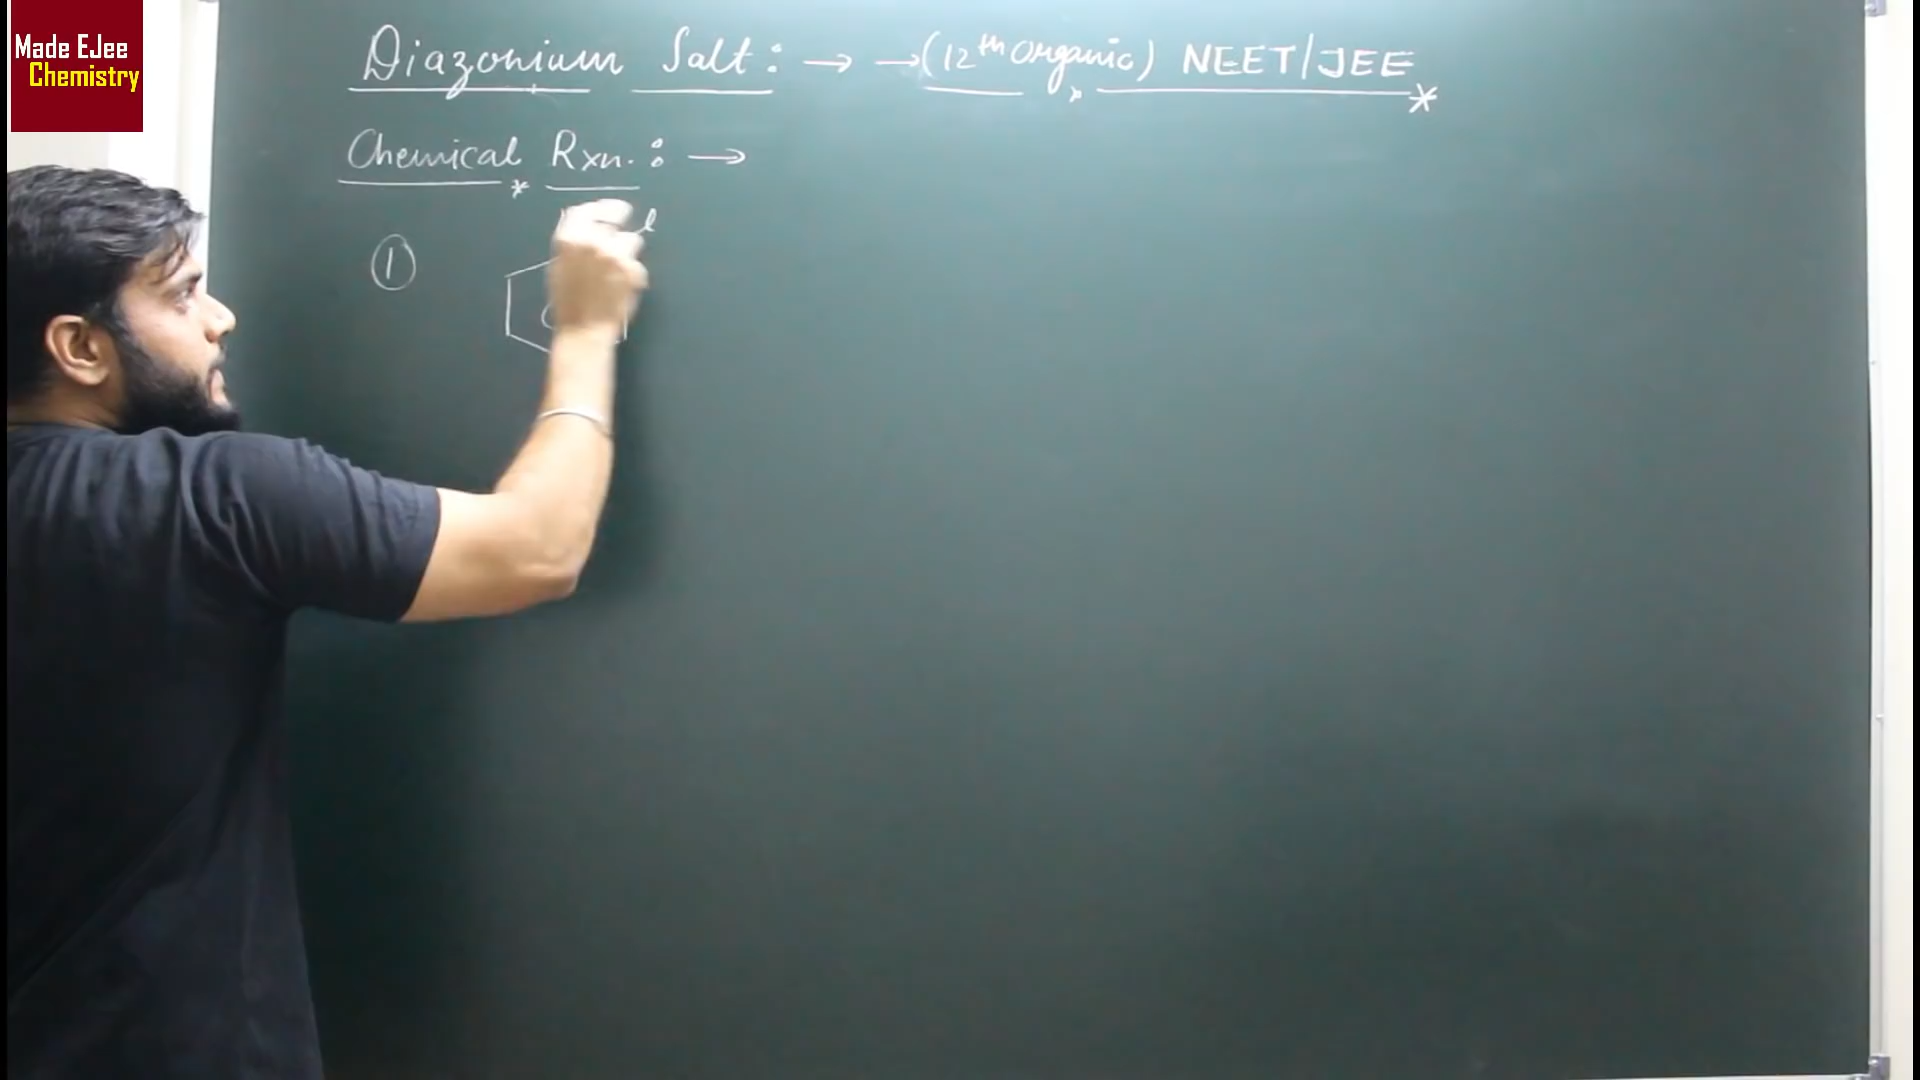 Made EJee
Chemistry
Diazonium Salt : → → (12th Organic) NEET/JEE
*
Chemical Rxn. : →
*
①